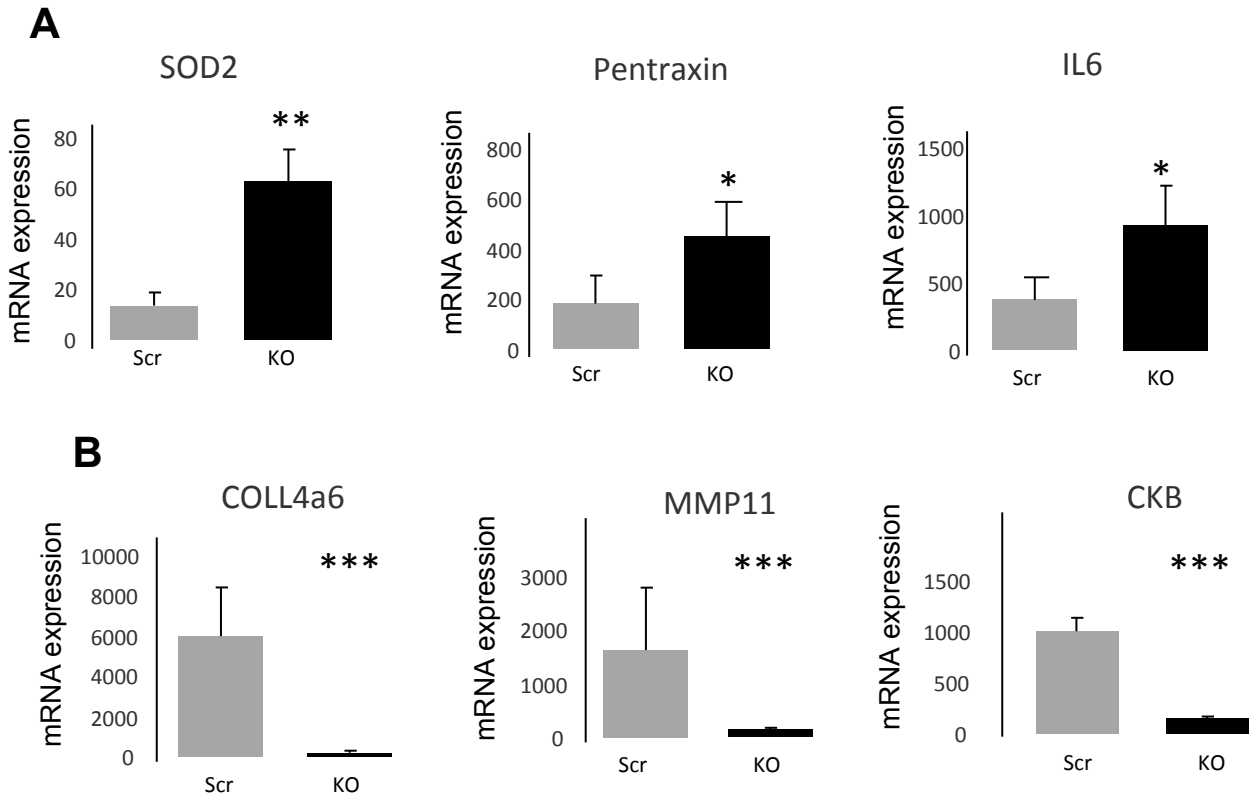 A
SOD2
mRNA expression
80
60
40
20
0
**
Scr
KO
Pentraxin
mRNA expression
800
600
400
200
0
*
Scr
KO
IL6
mRNA expression
1500
1000
500
0
*
Scr
KO
B
COLL4a6
mRNA expression
10000
8000
6000
4000
2000
0
***
Scr
KO
MMP11
mRNA expression
3000
2000
1000
0
***
Scr
KO
CKB
mRNA expression
1500
1000
500
0
***
Scr
KO